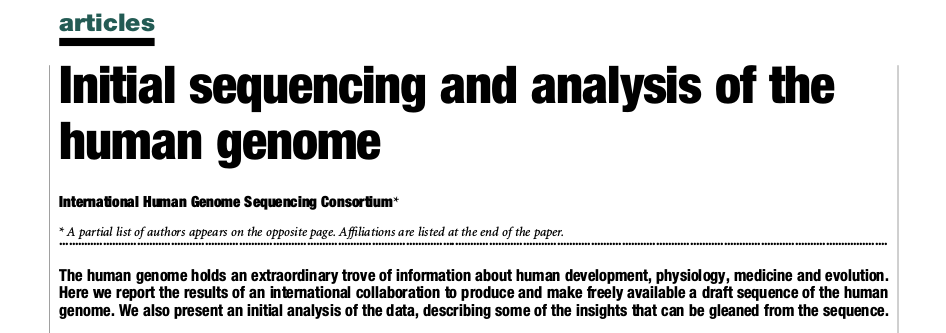 articles
Initial sequencing and analysis of the
human genome
International Human Genome Sequencing Consortium*
* A partial list of authors appears on the opposite page. Affiliations are listed at the end of the paper.
The human genome holds an extraordinary trove of information about human development, physiology, medicine and evolution.
Here we report the results of an international collaboration to produce and make freely available a draft sequence of the human
genome. We also present an initial analysis of the data, describing some of the insights that can be gleaned from the sequence.